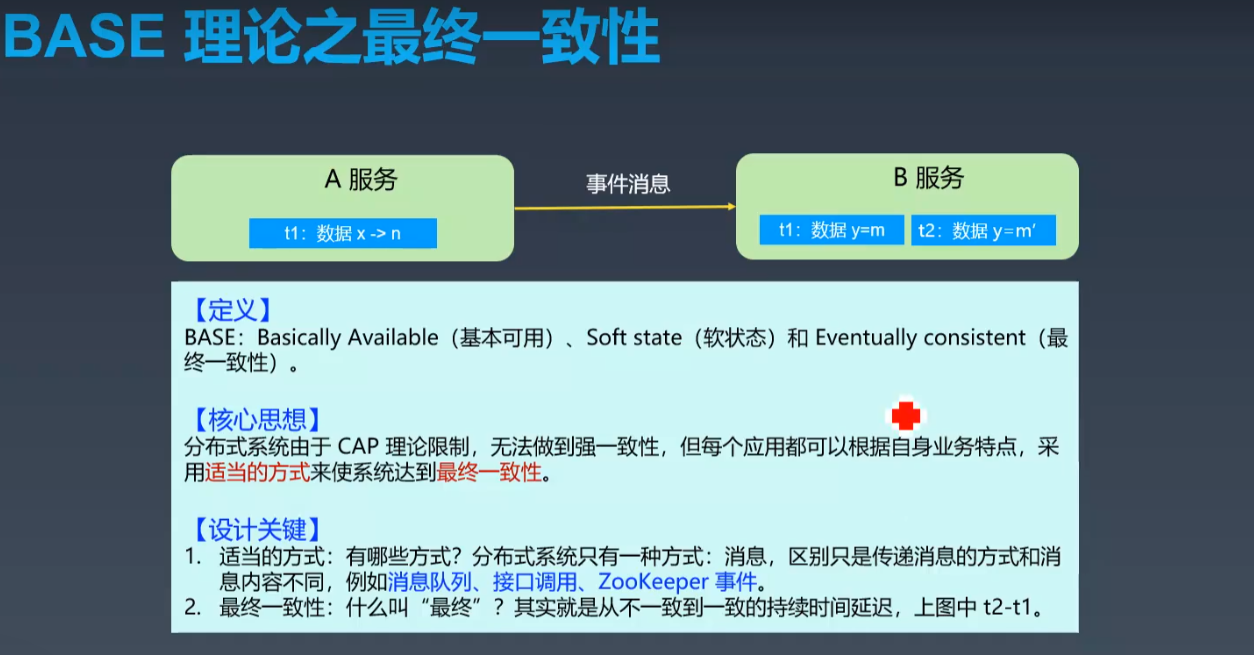 BASE 理论之最终一致性
A 服务
事件消息
B 服务
t1：数据 x -> n
t1：数据 y=m
t2：数据 y=m′
【定义】
BASE：Basically Available（基本可用）、Soft state（软状态）和 Eventually consistent（最
终一致性）。
【核心思想】
分布式系统由于 CAP 理论限制，无法做到强一致性，但每个应用都可以根据自身业务特点，采
用适当的方式来使系统达到最终一致性。
【设计关键】
1. 适当的方式：有哪些方式？分布式系统只有一种方式：消息，区别只是传递消息的方式和消
息内容不同，例如消息队列、接口调用、ZooKeeper 事件。
2. 最终一致性：什么叫“最终”？其实就是从不一致到一致的持续时间延迟，上图中 t2-t1。